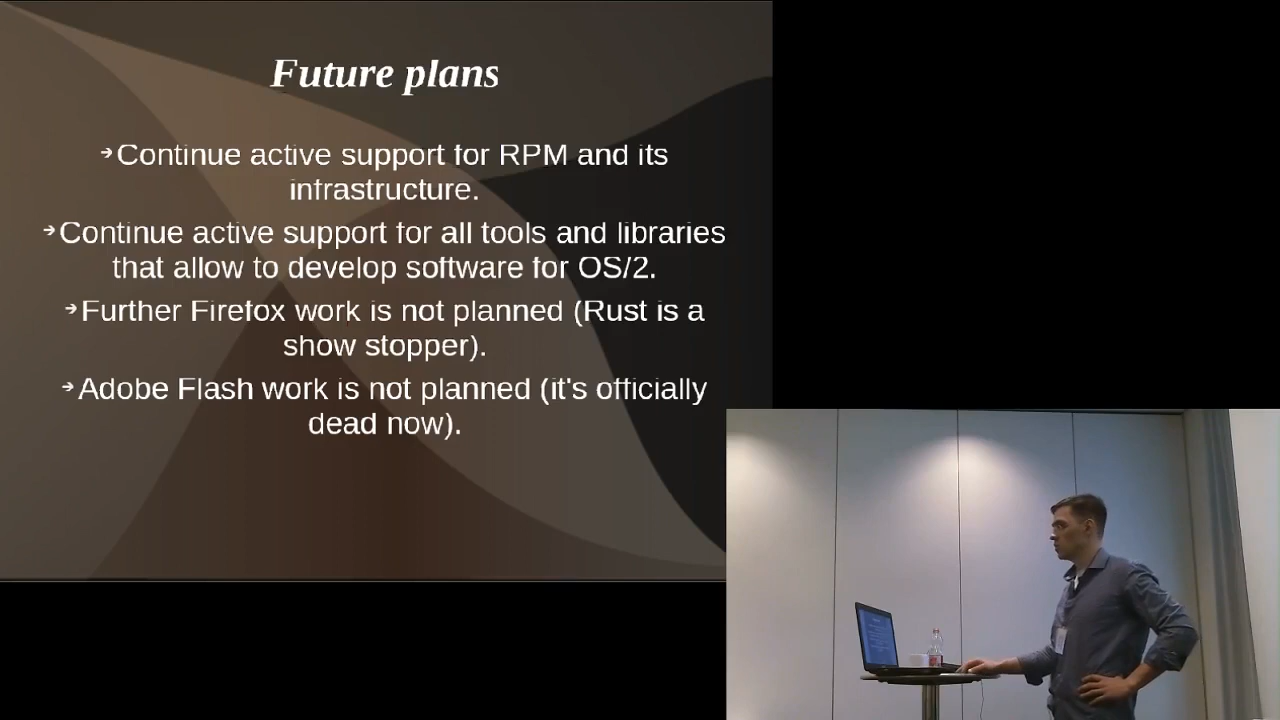 Future plans
➔Continue active support for RPM and its
infrastructure.
➔Continue active support for all tools and libraries
that allow to develop software for OS/2.
➔Further Firefox work is not planned (Rust is a
show stopper).
➔Adobe Flash work is not planned (it's officially
dead now).